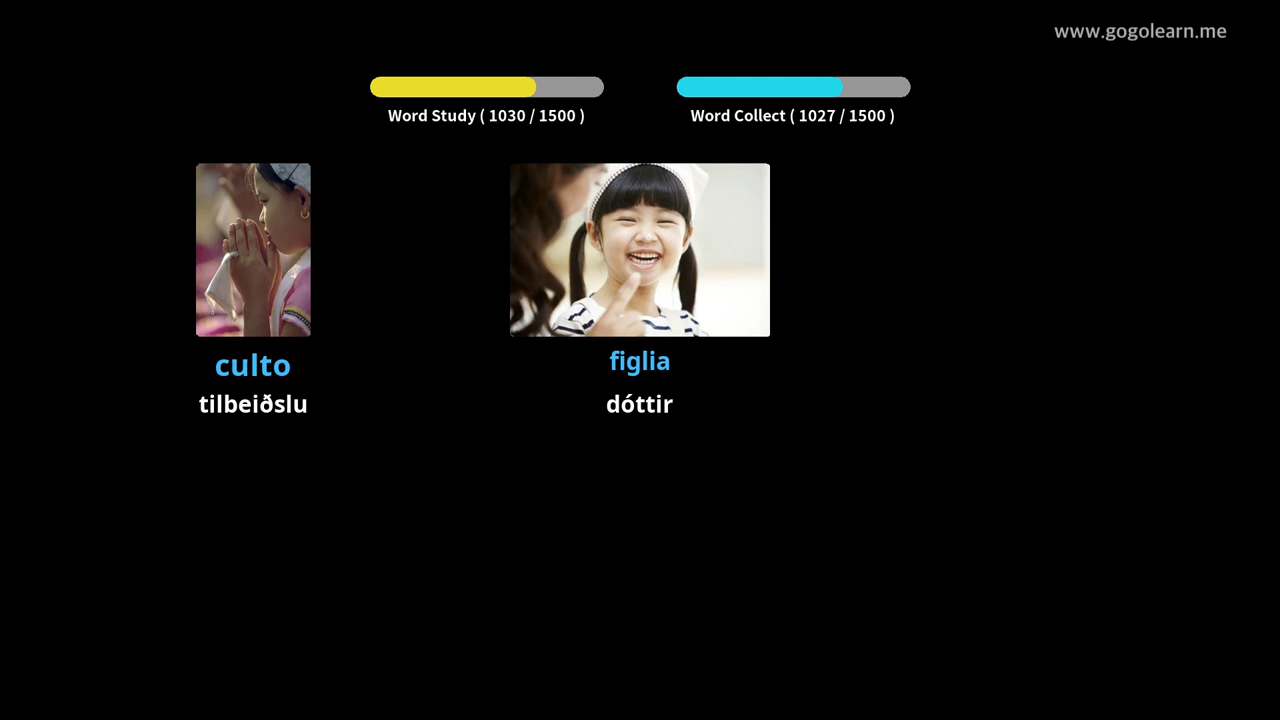 www.gogolearn.me
Word Study ( 1030 / 1500 )
Word Collect ( 1027 / 1500 )
culto
tilbeiðslu
figlia
dóttir